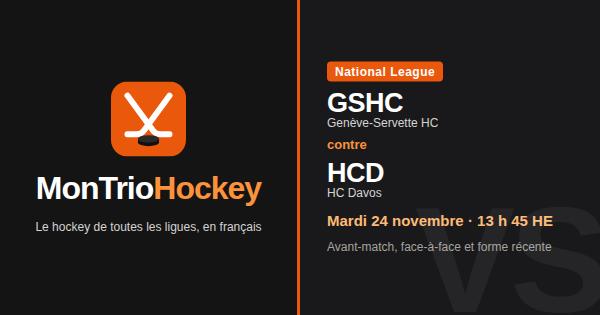 MonTrioHockey
Le hockey de toutes les ligues, en français
National League
GSHC
Genève-Servette HC
contre
HCD
HC Davos
Mardi 24 novembre · 13 h 45 HE
Avant-match, face-à-face et forme récente
VS